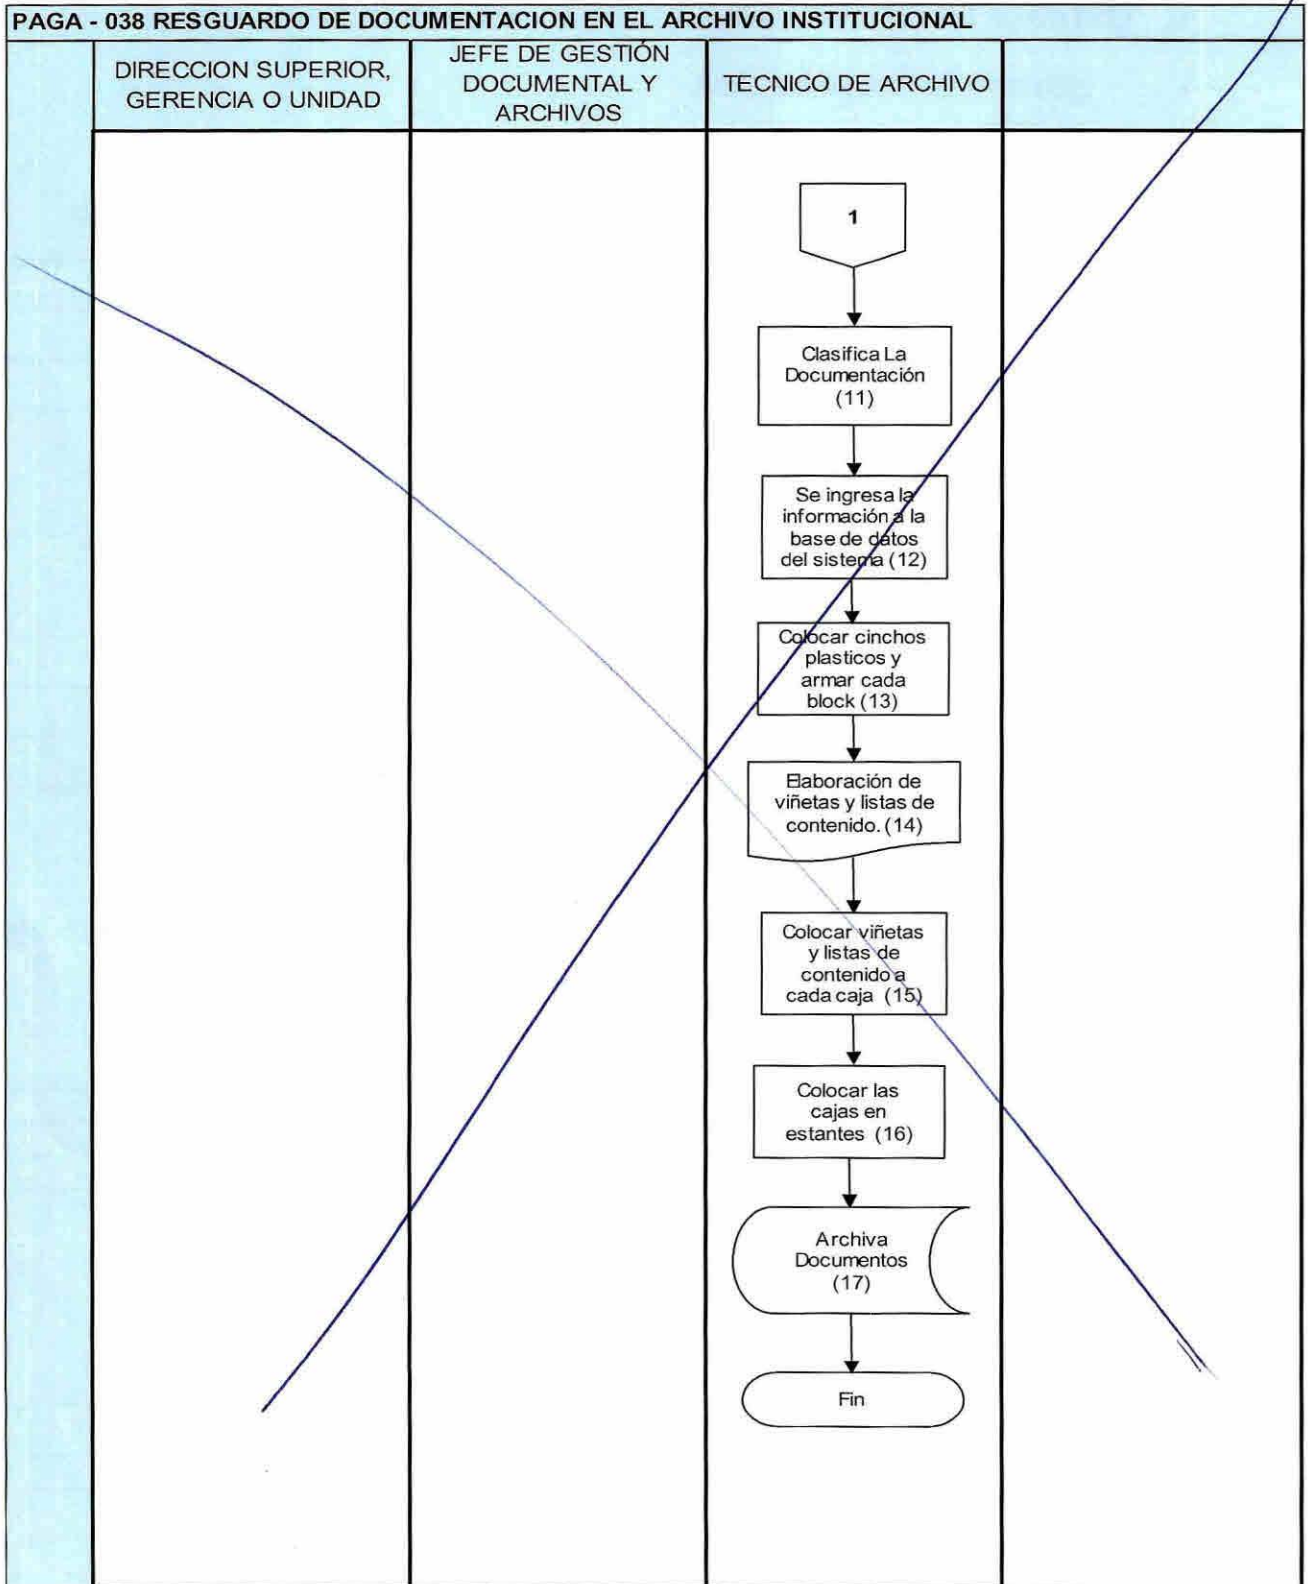 PAGA - 038 RESGUARDO DE DOCUMENTACION EN EL ARCHIVO INSTITUCIONAL
DIRECCION SUPERIOR,
GERENCIA O UNIDAD
JEFE DE GESTIÓN
DOCUMENTAL Y
ARCHIVOS
TECNICO DE ARCHIVO
1
Clasifica La
Documentación
(11)
Se ingresa la
información a la
base de datos
del sistema (12)
Colocar cinchos
plasticos y
armar cada
block (13)
Elaboración de
viñetas y listas de
contenido. (14)
Colocar viñetas
y listas de
contenido a
cada caja (15)
Colocar las
cajas en
estantes (16)
Archiva
Documentos
(17)
Fin